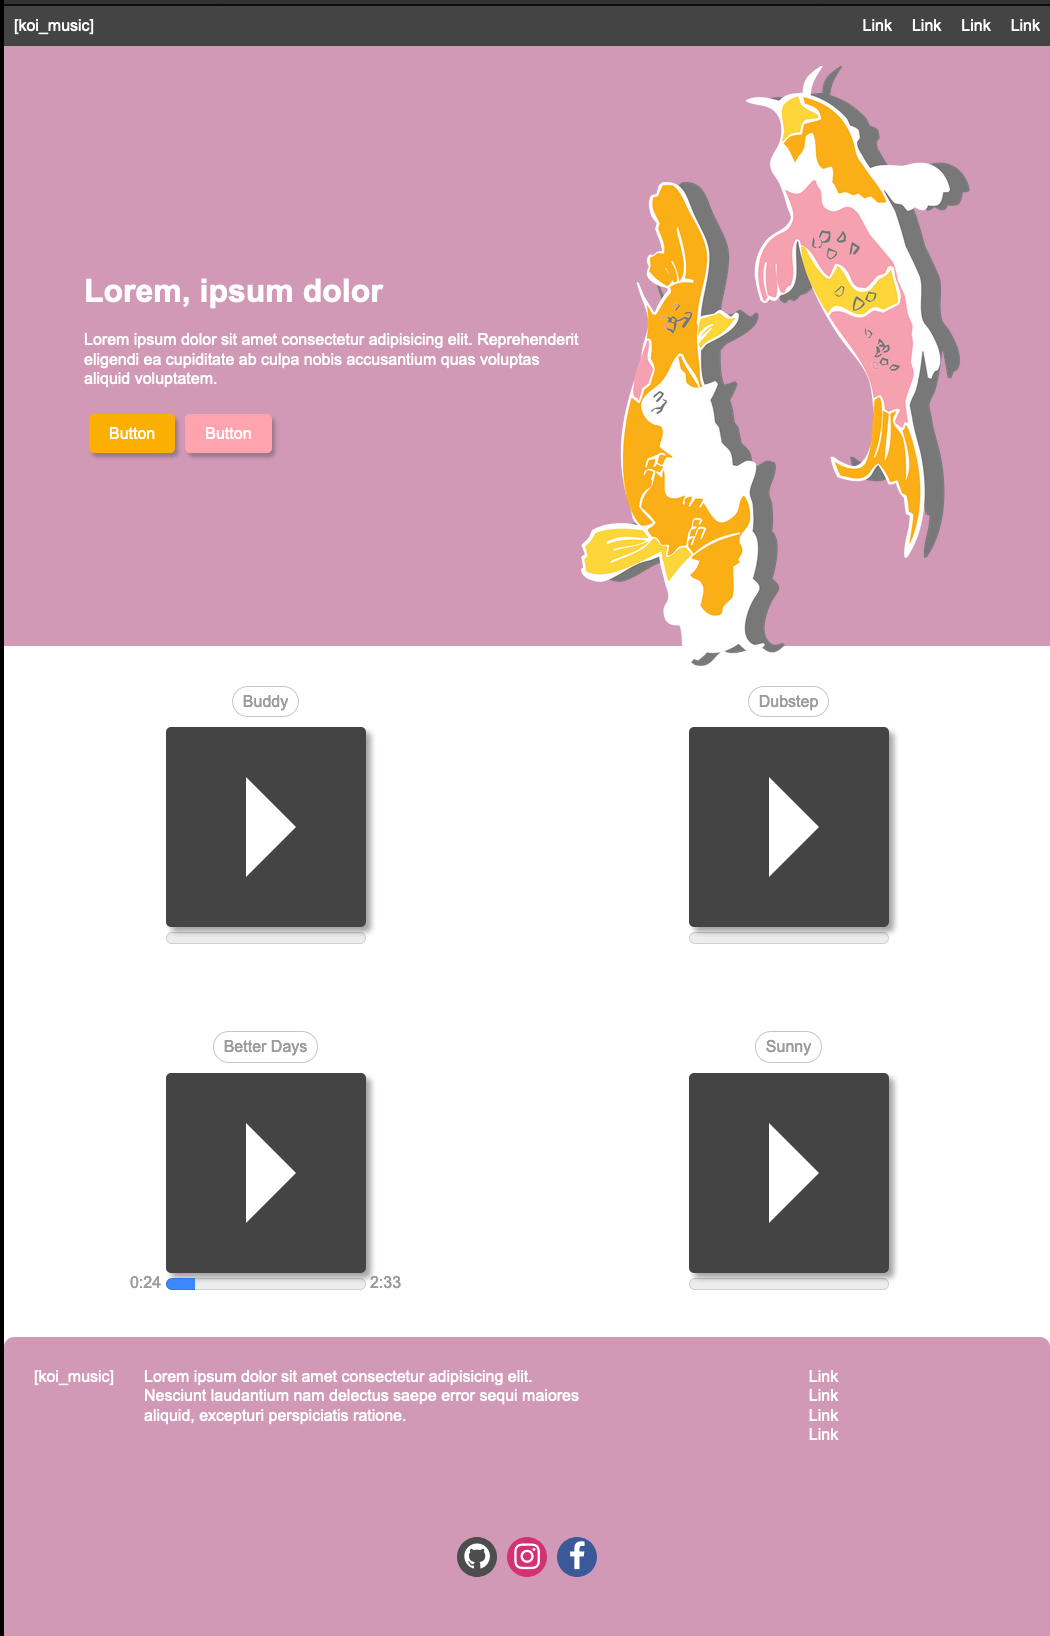 [koi_music]
Link Link Link Link
Lorem, ipsum dolor
Lorem ipsum dolor sit amet consectetur adipisicing elit. Reprehenderit
eligendi ea cupiditate ab culpa nobis accusantium quas voluptas
aliquid voluptatem.
Button Button
Buddy
Dubstep
Better Days
Sunny
0:24 2:33
[koi_music]
Lorem ipsum dolor sit amet consectetur adipisicing elit.
Nesciunt laudantium nam delectus saepe error sequi maiores
aliquid, excepturi perspiciatis ratione.
Link
Link
Link
Link